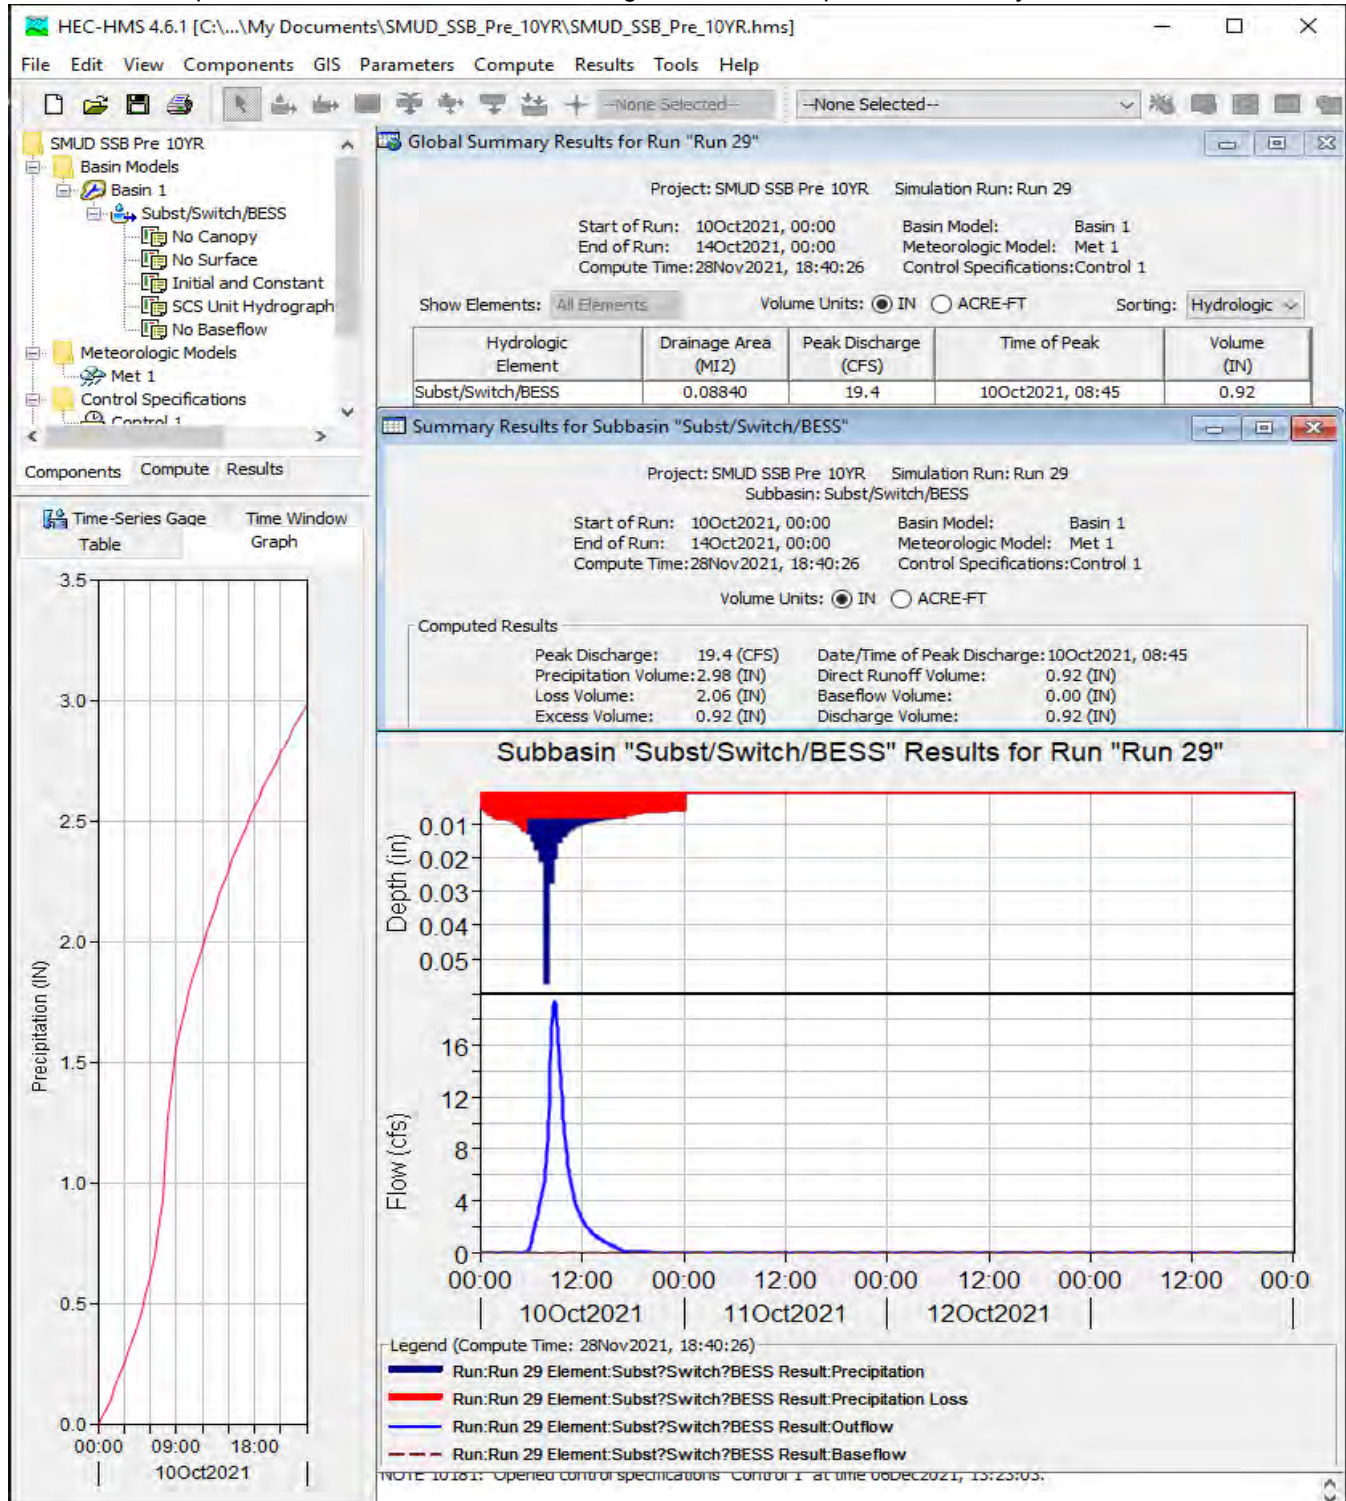 HEC-HMS 4.6.1 [C:\...\My Documents\SMUD_SSB_Pre_10YR\SMUD_SSB_Pre_10YR.hms]
File Edit View Components GIS Parameters Compute Results Tools Help
--None Selected-- --None Selected--
SMUD SSB Pre 10YR
Basin Models
Basin 1
Subst/Switch/BESS
No Canopy
No Surface
Initial and Constant
SCS Unit Hydrograph
No Baseflow
Meteorologic Models
Met 1
Control Specifications
Control 1
Components Compute Results
Time-Series Gage Time Window
Table Graph
3.5
3.0
2.5
2.0
1.5
1.0
0.5
0.0
Precipitation (IN)
00:00 09:00 18:00
10Oct2021
Global Summary Results for Run "Run 29"
Project: SMUD SSB Pre 10YR Simulation Run: Run 29
Start of Run: 10Oct2021, 00:00 Basin Model: Basin 1
End of Run: 14Oct2021, 00:00 Meteorologic Model: Met 1
Compute Time:28Nov2021, 18:40:26 Control Specifications:Control 1
Show Elements: All Elements Volume Units: IN ACRE-FT Sorting: Hydrologic
Hydrologic Drainage Area Peak Discharge Time of Peak Volume
Element (MI2) (CFS) (IN)
Subst/Switch/BESS 0.08840 19.4 10Oct2021, 08:45 0.92
Summary Results for Subbasin "Subst/Switch/BESS"
Project: SMUD SSB Pre 10YR Simulation Run: Run 29
Subbasin: Subst/Switch/BESS
Start of Run: 10Oct2021, 00:00 Basin Model: Basin 1
End of Run: 14Oct2021, 00:00 Meteorologic Model: Met 1
Compute Time:28Nov2021, 18:40:26 Control Specifications:Control 1
Volume Units: IN ACRE-FT
Computed Results
Peak Discharge: 19.4 (CFS) Date/Time of Peak Discharge:10Oct2021, 08:45
Precipitation Volume:2.98 (IN) Direct Runoff Volume: 0.92 (IN)
Loss Volume: 2.06 (IN) Baseflow Volume: 0.00 (IN)
Excess Volume: 0.92 (IN) Discharge Volume: 0.92 (IN)
Subbasin "Subst/Switch/BESS" Results for Run "Run 29"
0.01
0.02
0.03
0.04
0.05
Depth (in)
16
12
8
4
0
Flow (cfs)
00:00 12:00 00:00 12:00 00:00 12:00 00:00 12:00 00:0
10Oct2021 11Oct2021 12Oct2021
Legend (Compute Time: 28Nov2021, 18:40:26)
Run:Run 29 Element:Subst?Switch?BESS Result:Precipitation
Run:Run 29 Element:Subst?Switch?BESS Result:Precipitation Loss
Run:Run 29 Element:Subst?Switch?BESS Result:Outflow
Run:Run 29 Element:Subst?Switch?BESS Result:Baseflow
NOTE 10181: Opened control specifications "Control 1" at time 06Dec2021, 13:23:03.